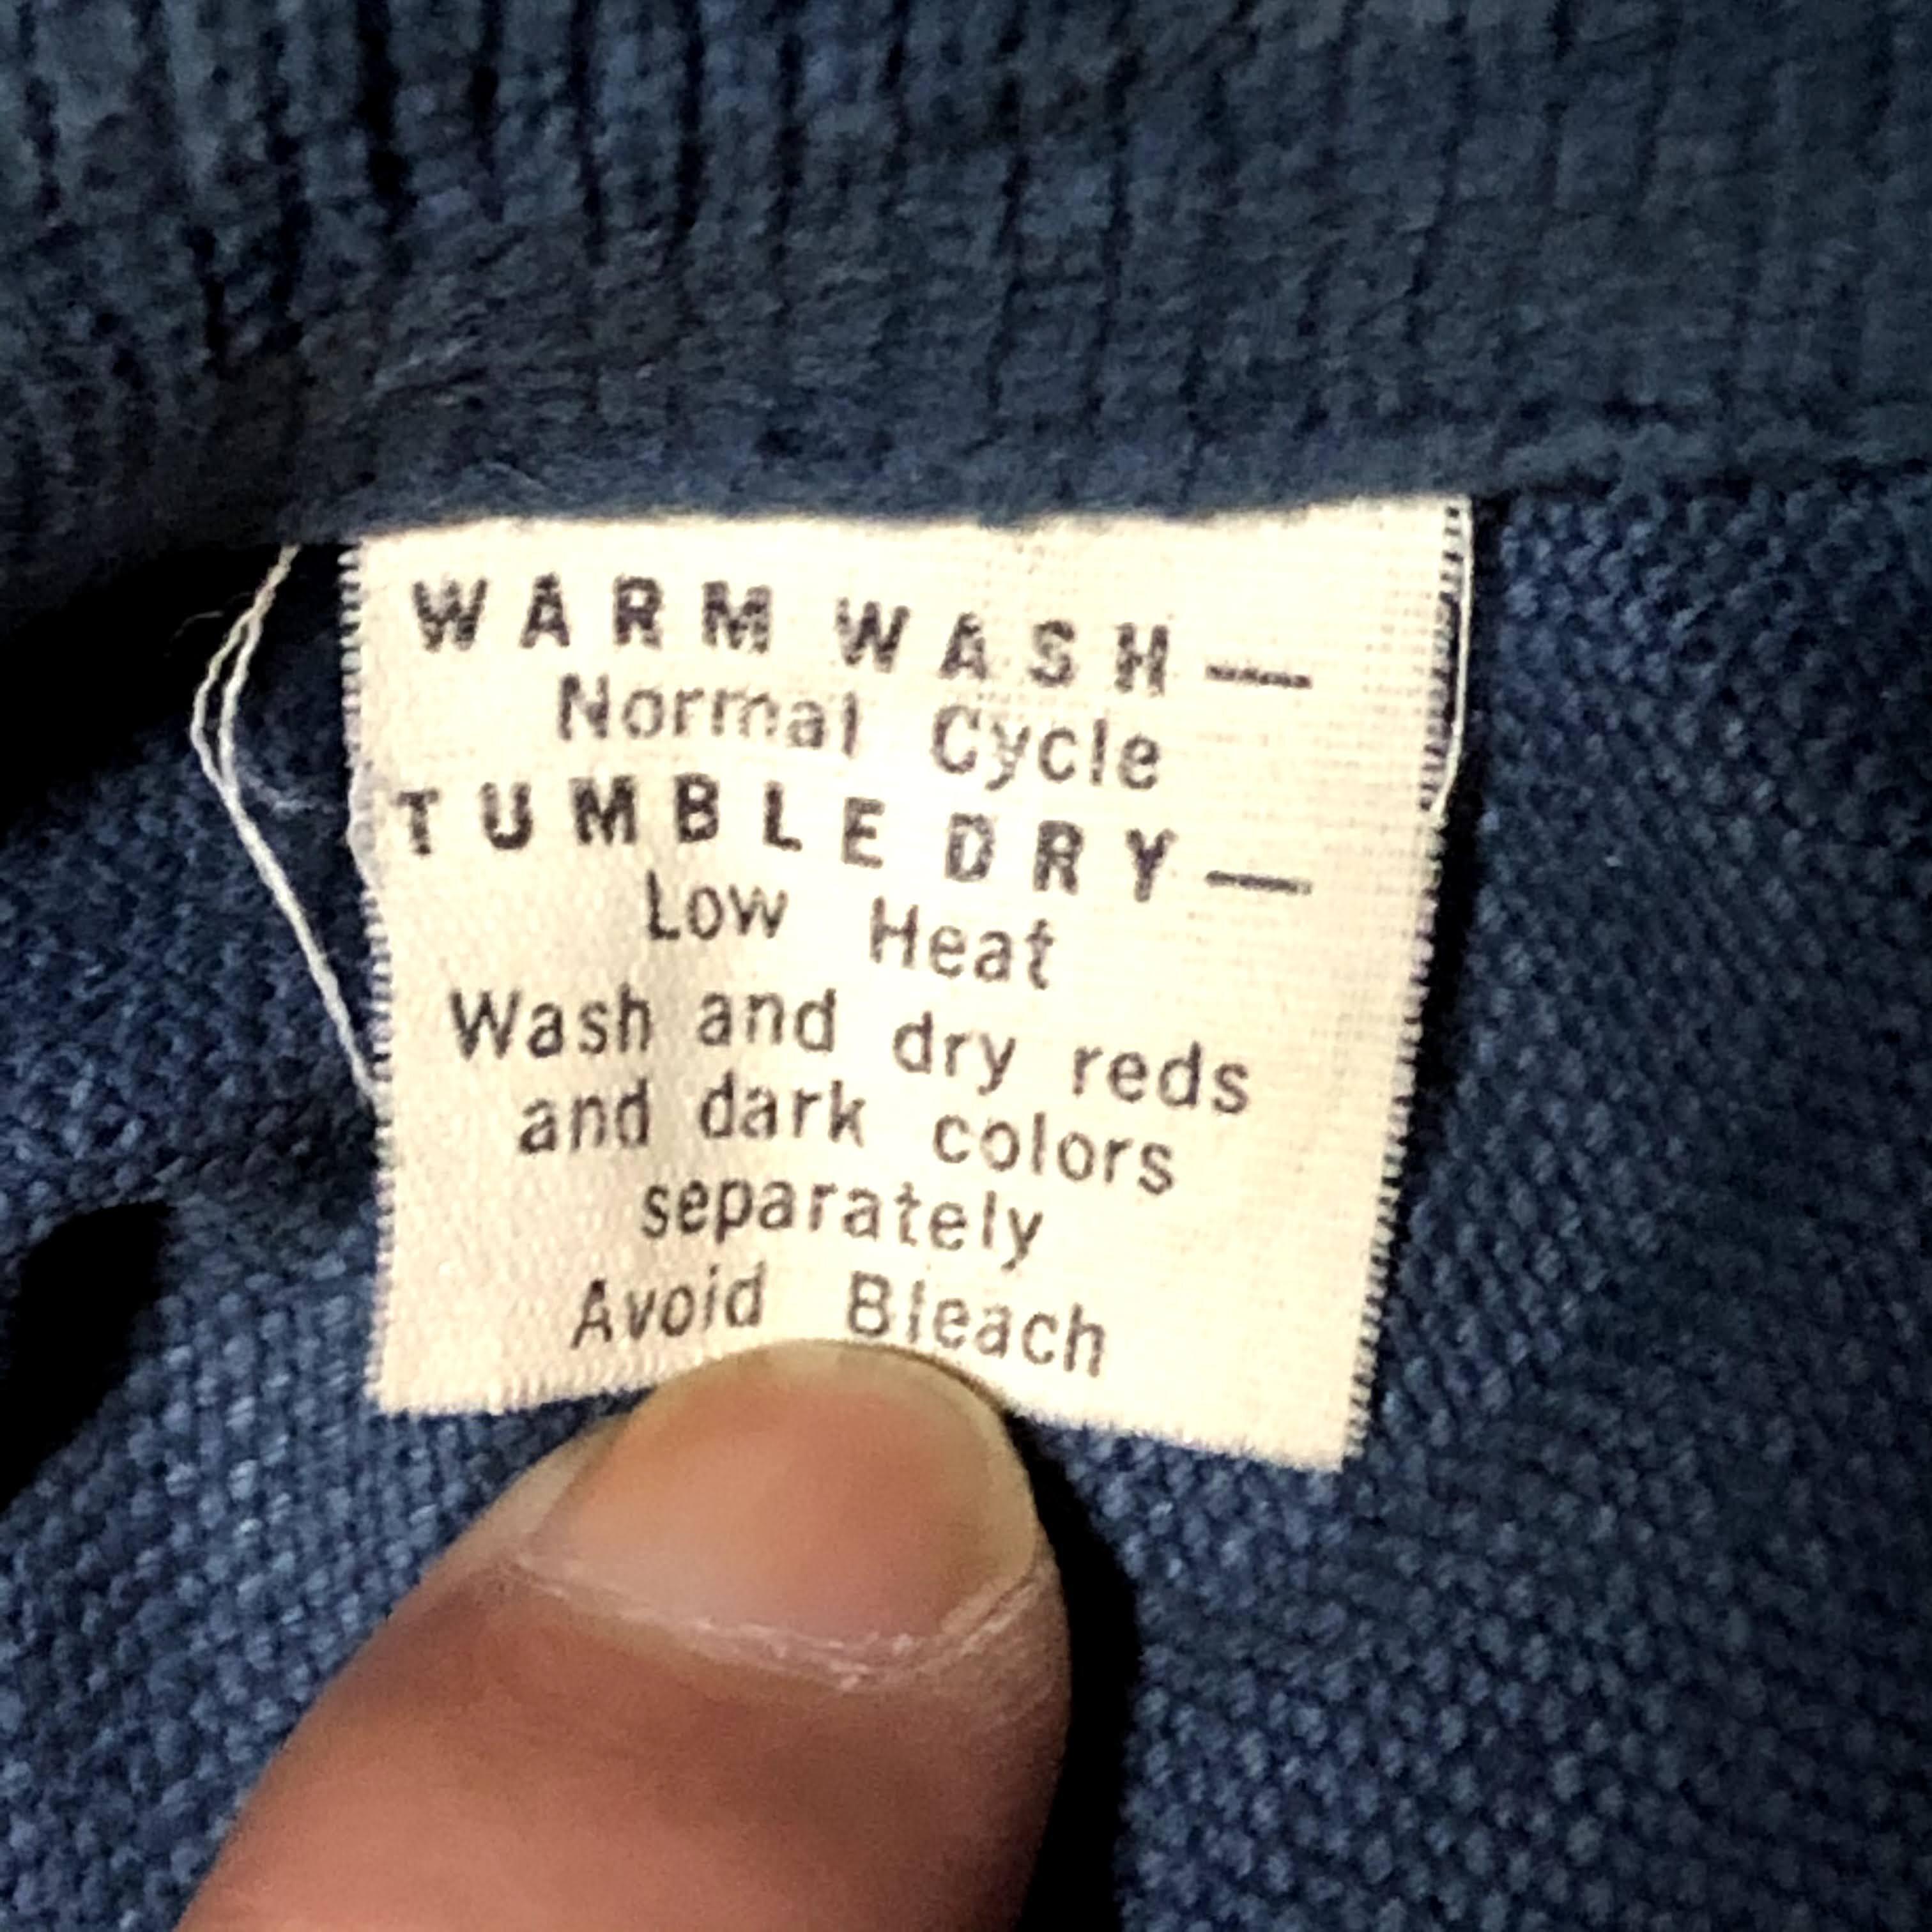 WARM WASH—
Normal Cycle
TUMBLE DRY—
Low Heat
Wash and dry reds
and dark colors
separately
Avoid Bleach